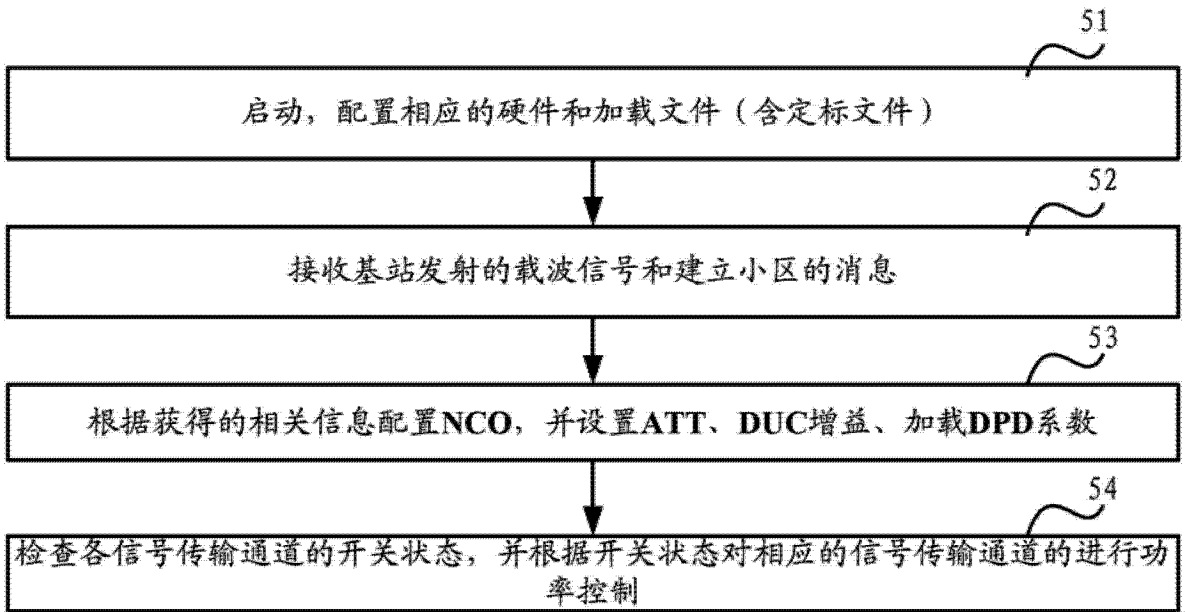 51
启动，配置相应的硬件和加载文件（含定标文件）
52
接收基站发射的载波信号和建立小区的消息
53
根据获得的相关信息配置NCO，并设置ATT、DUC增益、加载DPD系数
54
检查各信号传输通道的开关状态，并根据开关状态对相应的信号传输通道的进行功
率控制